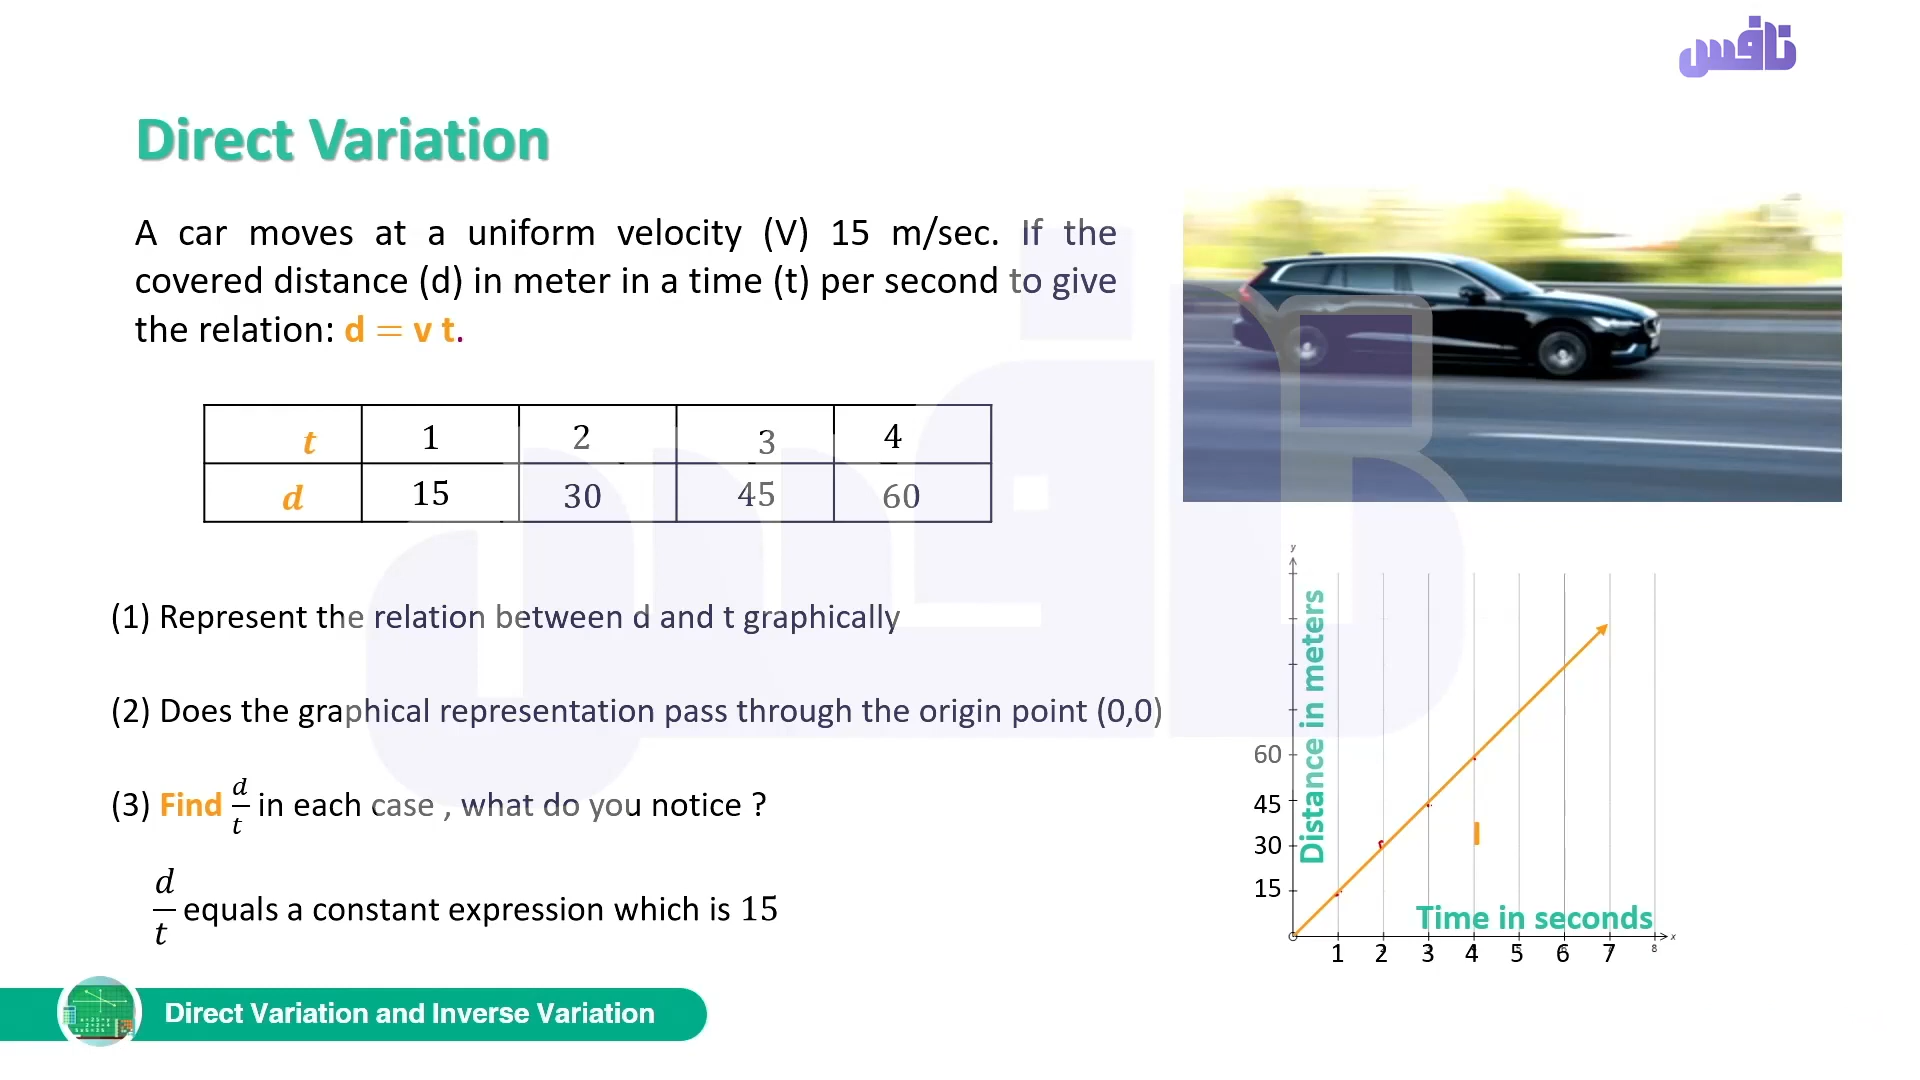 نافس
Direct Variation
A car moves at a uniform velocity (V) 15 m/sec. If the
covered distance (d) in meter in a time (t) per second to give
the relation: d = v t.
t 1 2 3 4
d 15 30 45 60
(1) Represent the relation between d and t graphically
(2) Does the graphical representation pass through the origin point (0,0)
(3) Find d/t in each case , what do you notice ?
d/t equals a constant expression which is 15
y
Distance in meters
60
45
30
15
Time in seconds
O
x
1 2 3 4 5 6 7 8
Direct Variation and Inverse Variation